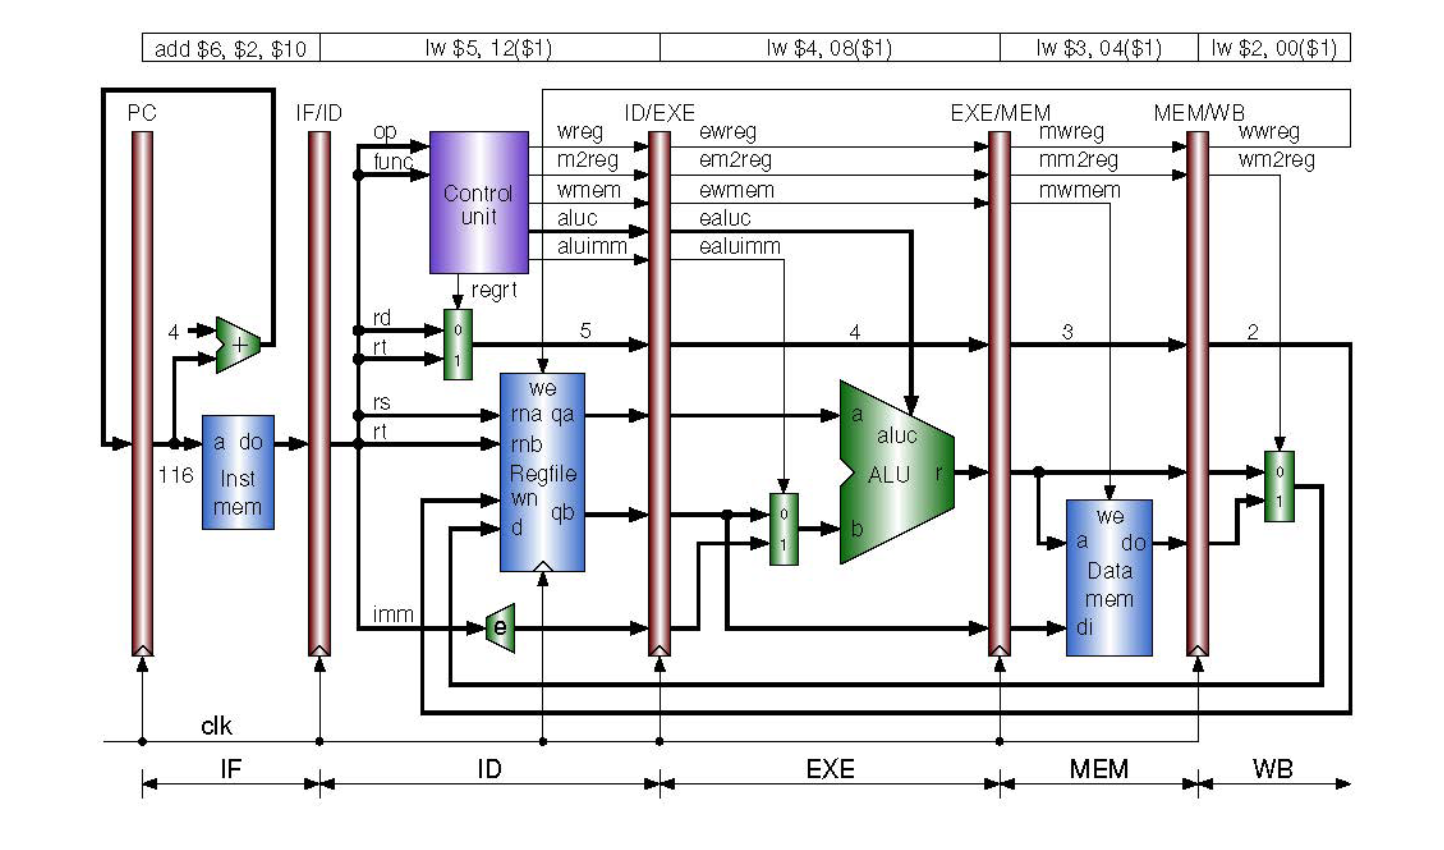 add $6, $2, $10 lw $5, 12($1) lw $4, 08($1) lw $3, 04($1) lw $2, 00($1)
PC IF/ID ID/EXE EXE/MEM MEM/WB
op wreg ewreg mwreg wwreg
func m2reg em2reg mm2reg wm2reg
Control unit
wmem ewmem mwmem
aluc ealuc
aluimm ealuimm
regrt
4 + rd 0 5 4 3 2
rt 1
we
rs rna qa a
aluc
a do rt rnb
116 Inst mem Regfile ALU r 0
wn 1
qb 0 we
d 1 b a do
Data
mem
imm e di
clk
IF ID EXE MEM WB